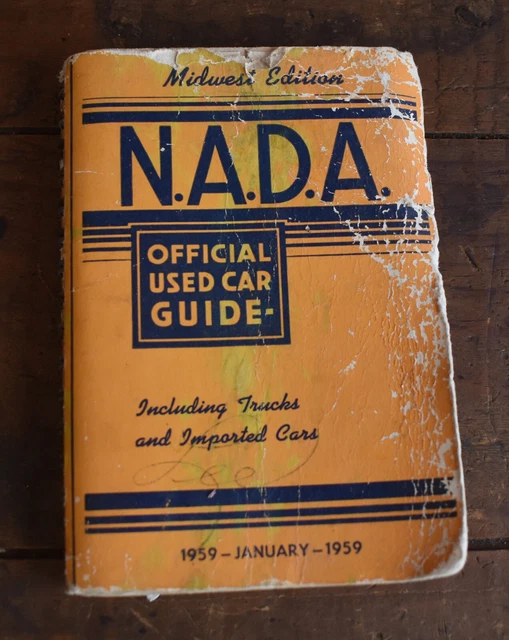 Midwest Edition
N.A.D.A.
OFFICIAL
USED CAR
GUIDE-
Including Trucks
and Imported Cars
1959-JANUARY-1959